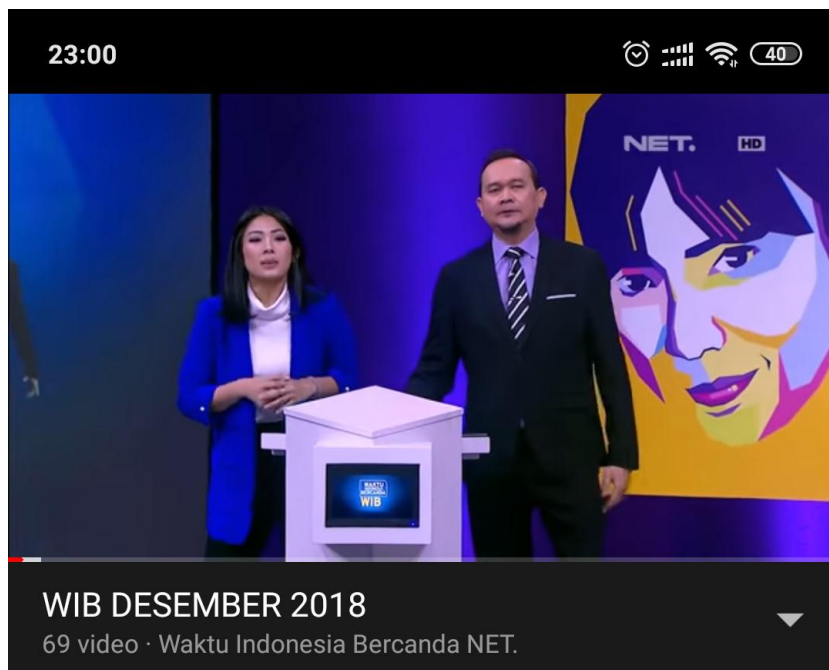 23:00
40
NET. HD
WAKTU
INDONESIA
BERCANDA
WIB
WIB DESEMBER 2018
69 video · Waktu Indonesia Bercanda NET.